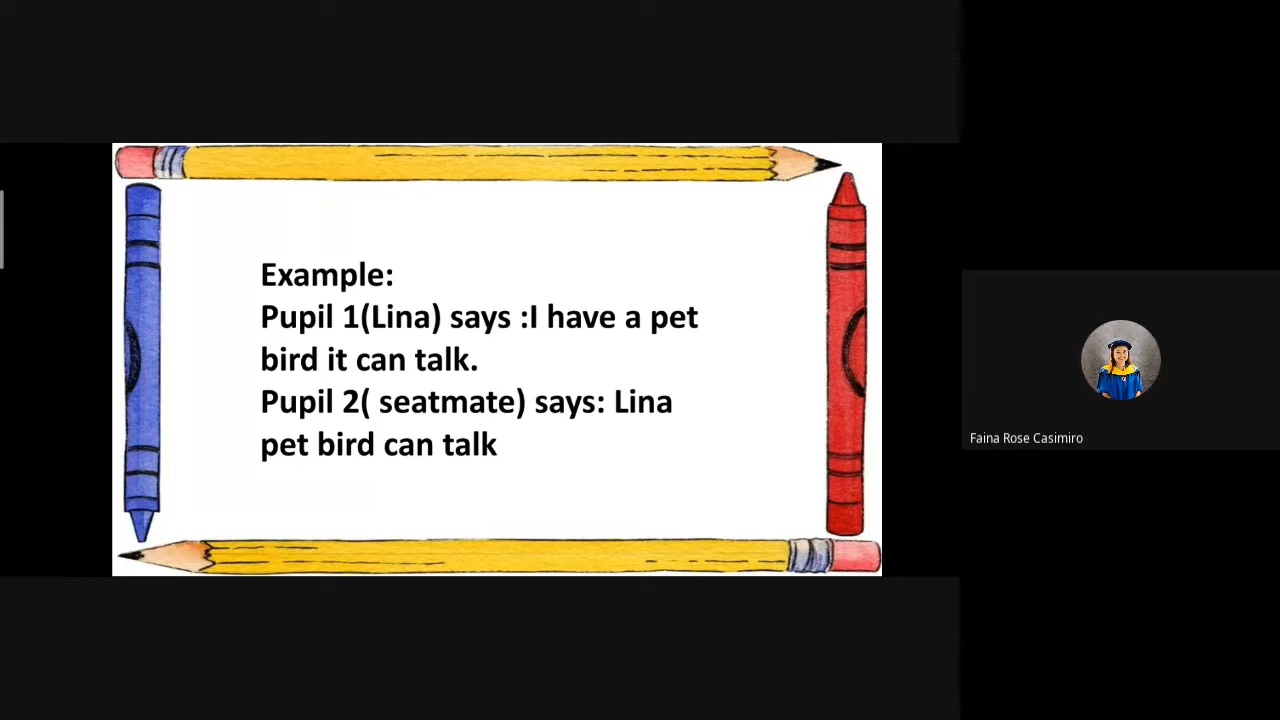 Example:
Pupil 1(Lina) says :I have a pet
bird it can talk.
Pupil 2( seatmate) says: Lina
pet bird can talk
Faina Rose Casimiro